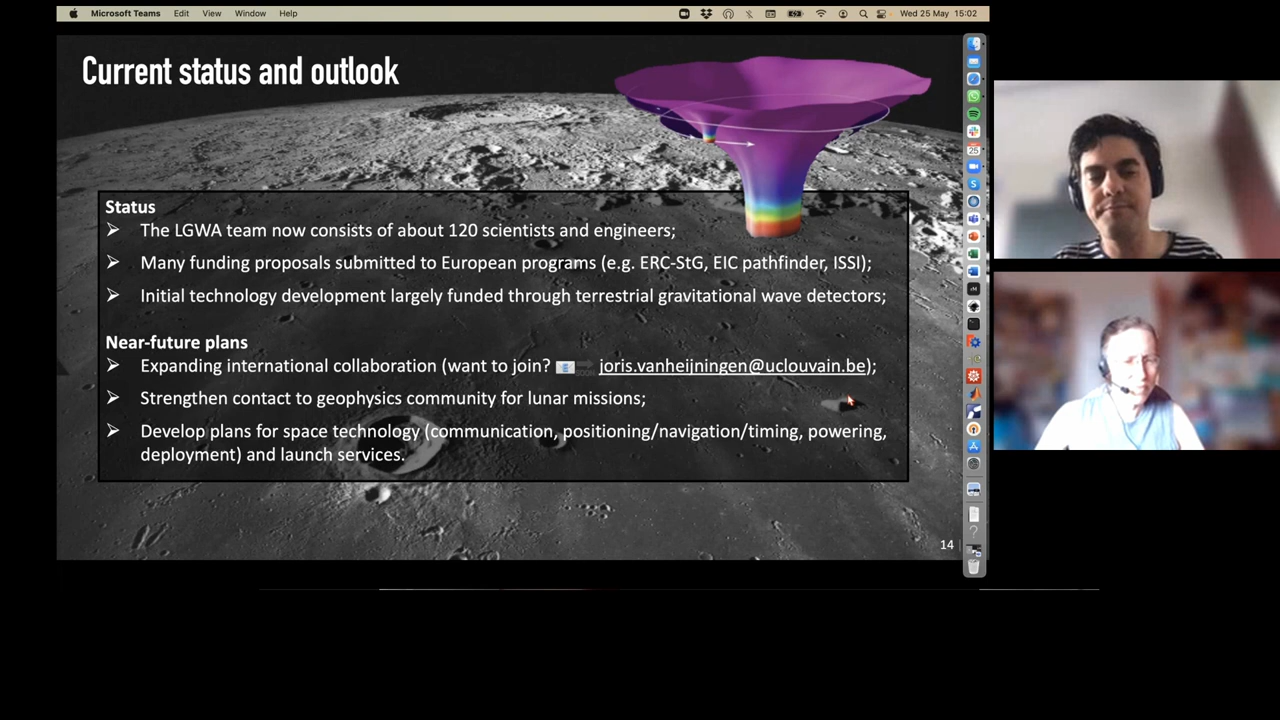 Microsoft Teams Edit View Window Help Wed 25 May 15:02
Current status and outlook
Status
➢ The LGWA team now consists of about 120 scientists and engineers;
➢ Many funding proposals submitted to European programs (e.g. ERC-StG, EIC pathfinder, ISSI);
➢ Initial technology development largely funded through terrestrial gravitational wave detectors;
Near-future plans
➢ Expanding international collaboration (want to join? joris.vanheijningen@uclouvain.be);
➢ Strengthen contact to geophysics community for lunar missions;
➢ Develop plans for space technology (communication, positioning/navigation/timing, powering,
deployment) and launch services.
14